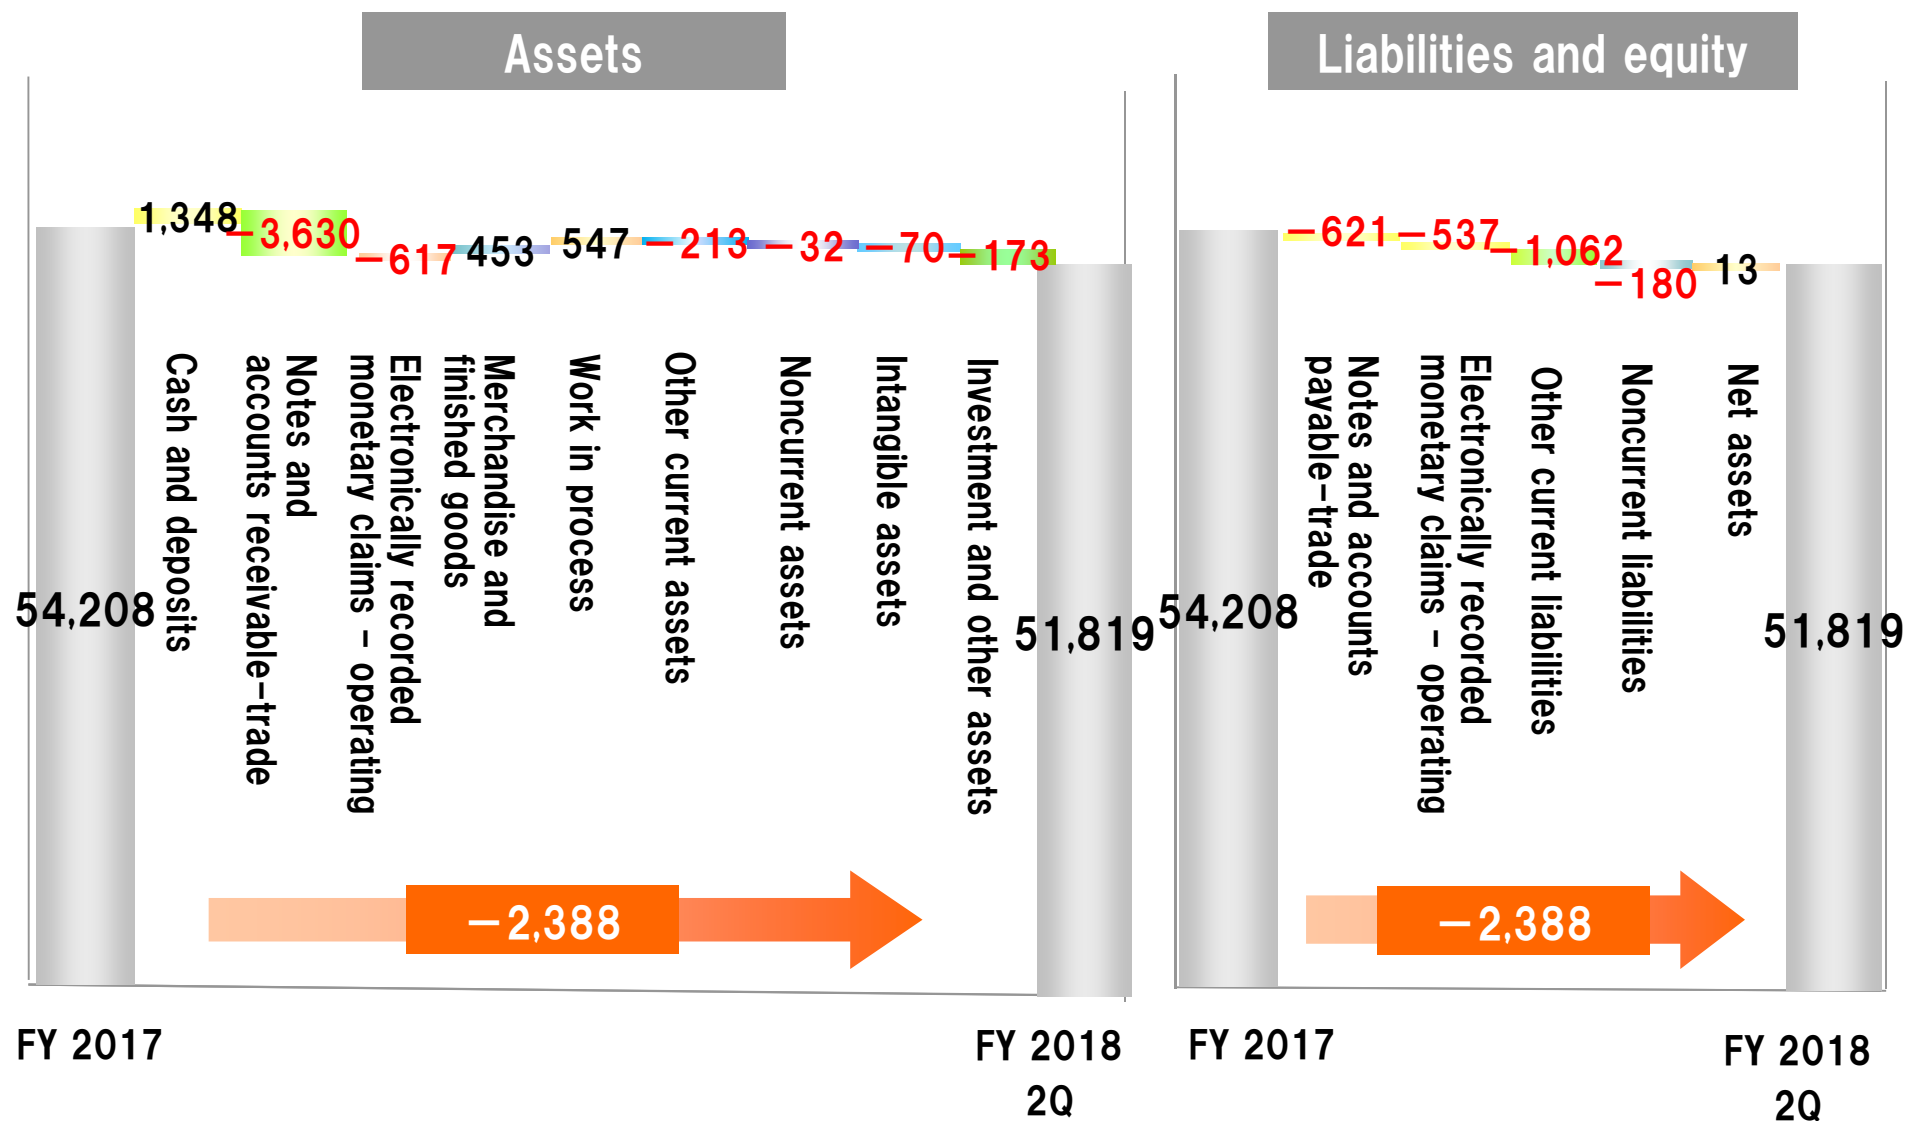 Assets
1,348
−3,630
−617
453
547
−213
−32
−70
−173
54,208
Cash and deposits
Notes and
accounts receivable−trade
Electronically recorded
monetary claims − operating
Merchandise and
finished goods
Work in process
Other current assets
Noncurrent assets
Intangible assets
Investment and other assets
51,819
−2,388
FY 2017
FY 2018
2Q
Liabilities and equity
−621
−537
−1,062
−180
13
54,208
Notes and accounts
payable−trade
Electronically recorded
monetary claims − operating
Other current liabilities
Noncurrent liabilities
Net assets
51,819
−2,388
FY 2017
FY 2018
2Q